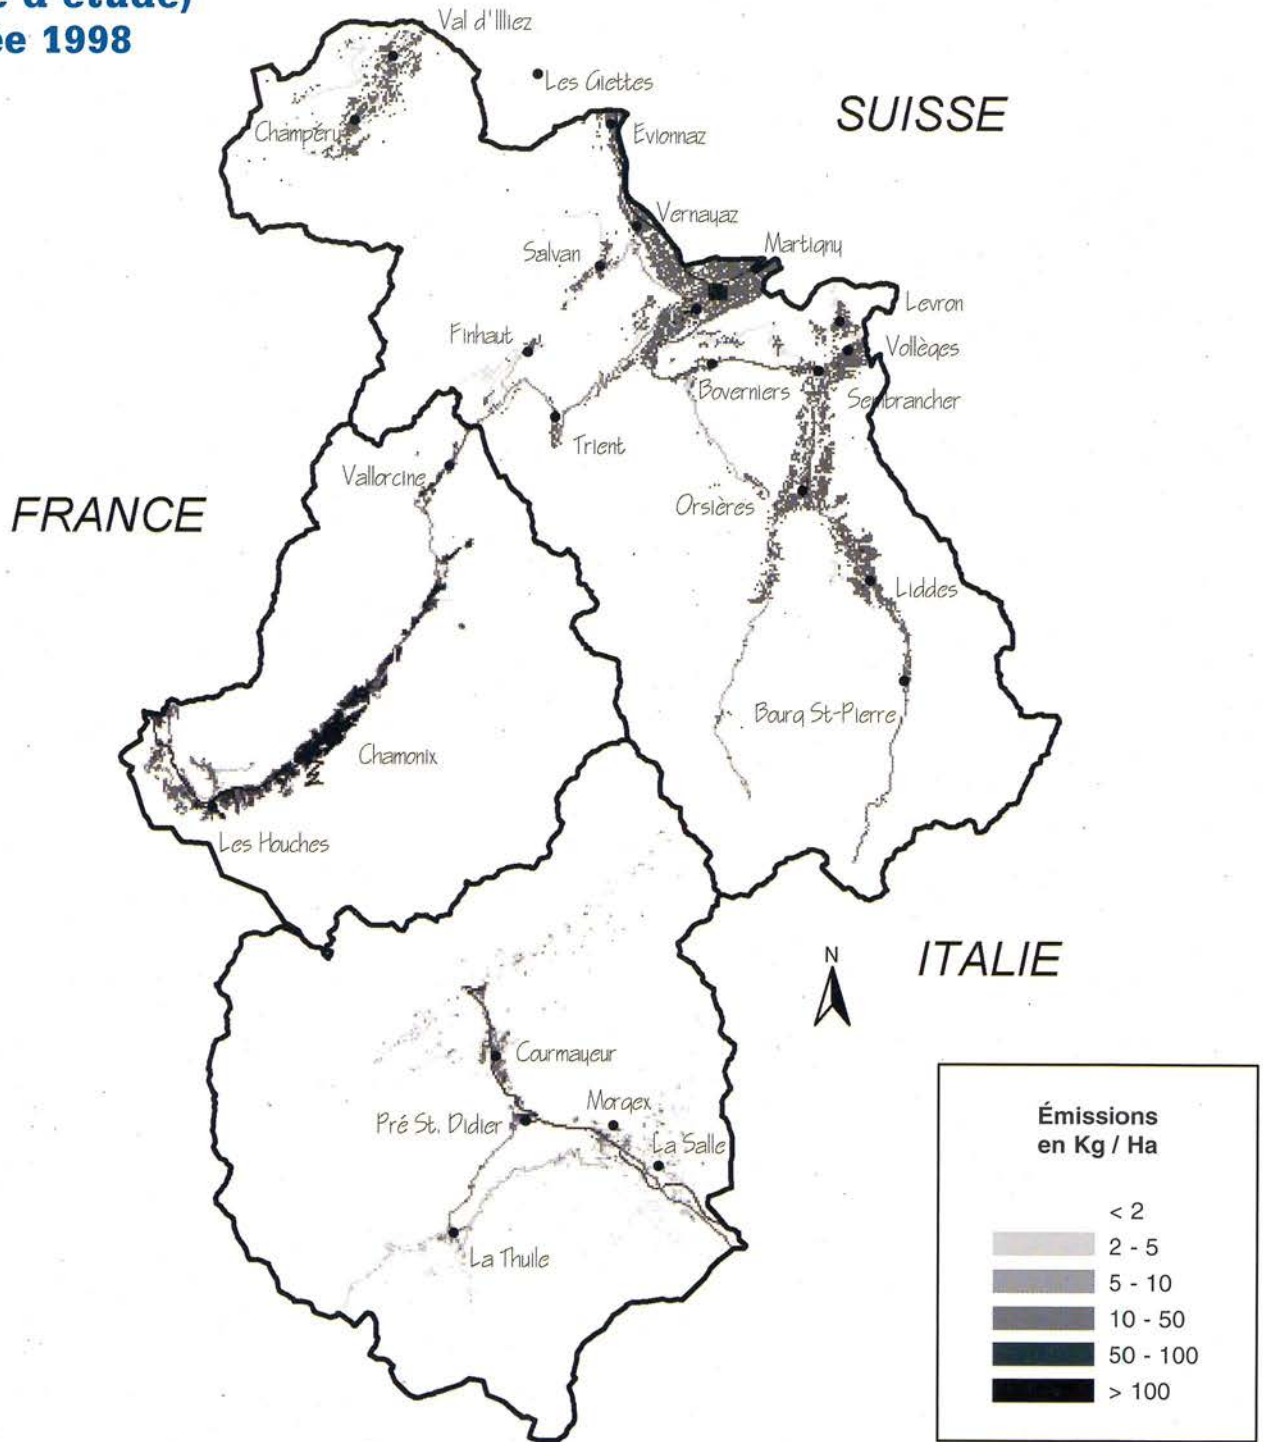 d'étude)
1998
Val d'Illiez
Les Giettes
SUISSE
Champéry
Evionnaz
Vernayaz
Salvan
Martigny
Levron
Finhaut
Vollèges
Boverniers
Sembrancher
Trient
Vallorcine
FRANCE
Orsières
Liddes
Bourg St-Pierre
Chamonix
Les Houches
ITALIE
N
Courmayeur
Morgex
Pré St. Didier
La Salle
La Thuile
Émissions
en Kg / Ha
< 2
2 - 5
5 - 10
10 - 50
50 - 100
> 100